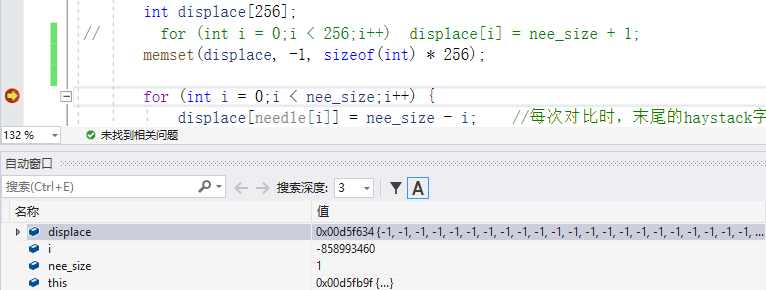 int displace[256];
// for (int i = 0;i < 256;i++) displace[i] = nee_size + 1;
memset(displace, -1, sizeof(int) * 256);
for (int i = 0;i < nee_size;i++) {
displace[needle[i]] = nee_size - i; //每次对比时，末尾的haystack字
132 % 未找到相关问题
自动窗口
搜索(Ctrl+E) 搜索深度: 3 A
名称 值
displace 0x00d5f634 {-1, -1, -1, -1, -1, -1, -1, -1, -1, -1, -1, -1, -1, -1, -1, -1, -1, -1, -1, -1, -1, -1, -1, ...
i -858993460
nee_size 1
this 0x00d5fb9f {...}